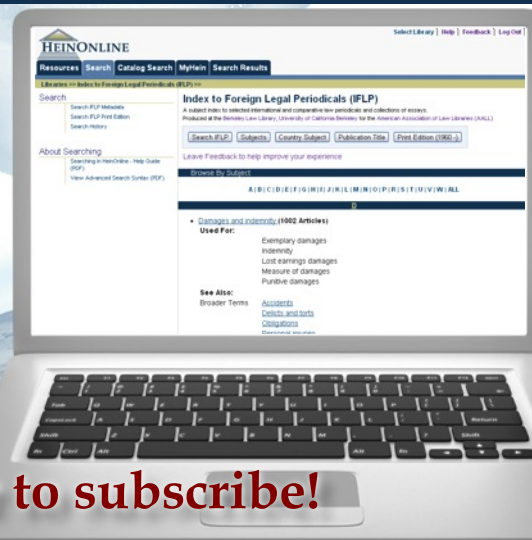 Select Library | Help | Feedback | Log Out
HEINONLINE
Resources Search Catalog Search MyHein Search Results
Libraries >> Index to Foreign Legal Periodicals (IFLP) >>
Search
Search IFLP Metadata
Search IFLP Print Edition
Search History
About Searching
Searching in HeinOnline - Help Guide (PDF)
View Advanced Search Syntax (PDF)
Index to Foreign Legal Periodicals (IFLP)
A subject index to selected international and comparative law periodicals and collections of essays.
Produced at the Berkeley Law Library, University of California Berkeley for the American Association of Law Libraries (AALL)
Search IFLP Subjects Country Subject Publication Title Print Edition (1960 -)
Leave Feedback to help improve your experience
Browse By Subject
A | B | C | D | E | F | G | H | I | J | K | L | M | N | O | P | R | S | T | U | V | W | ALL
D
Damages and indemnity (1002 Articles)
Used For:
Exemplary damages
Indemnity
Lost earnings damages
Measure of damages
Punitive damages
See Also:
Broader Terms Accidents
Delicts and torts
Obligations
Personal injuries
to subscribe!